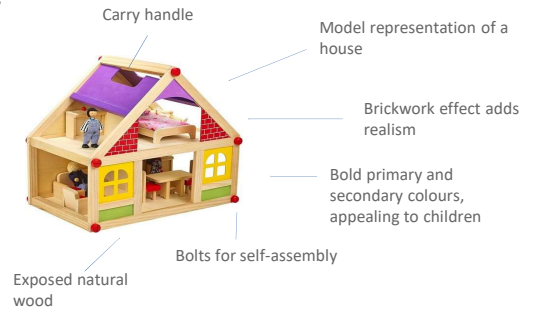 Carry handle
Model representation of a
house
Brickwork effect adds
realism
Bold primary and
secondary colours,
appealing to children
Bolts for self-assembly
Exposed natural
wood